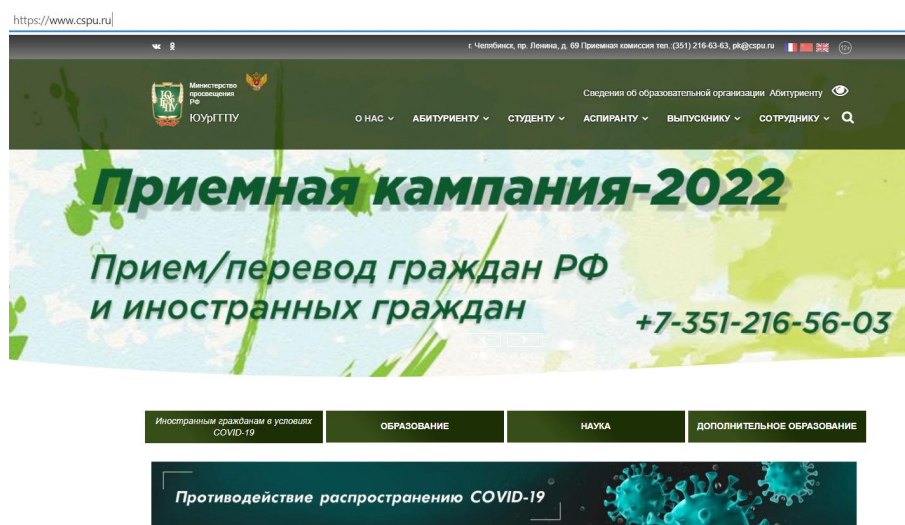 https://www.cspu.ru
г. Челябинск, пр. Ленина, д. 69 Приемная комиссия тел.:(351) 216-63-63, pk@cspu.ru
12+
Министерство
просвещения
РФ
ЮУрГГПУ
Сведения об образовательной организации Абитуриенту
О НАС АБИТУРИЕНТУ СТУДЕНТУ АСПИРАНТУ ВЫПУСКНИКУ СОТРУДНИКУ
Приемная кампания-2022
Прием/перевод граждан РФ
и иностранных граждан
+7-351-216-56-03
Иностранным гражданам в условиях
COVID-19
ОБРАЗОВАНИЕ
НАУКА
ДОПОЛНИТЕЛЬНОЕ ОБРАЗОВАНИЕ
Противодействие распространению COVID-19